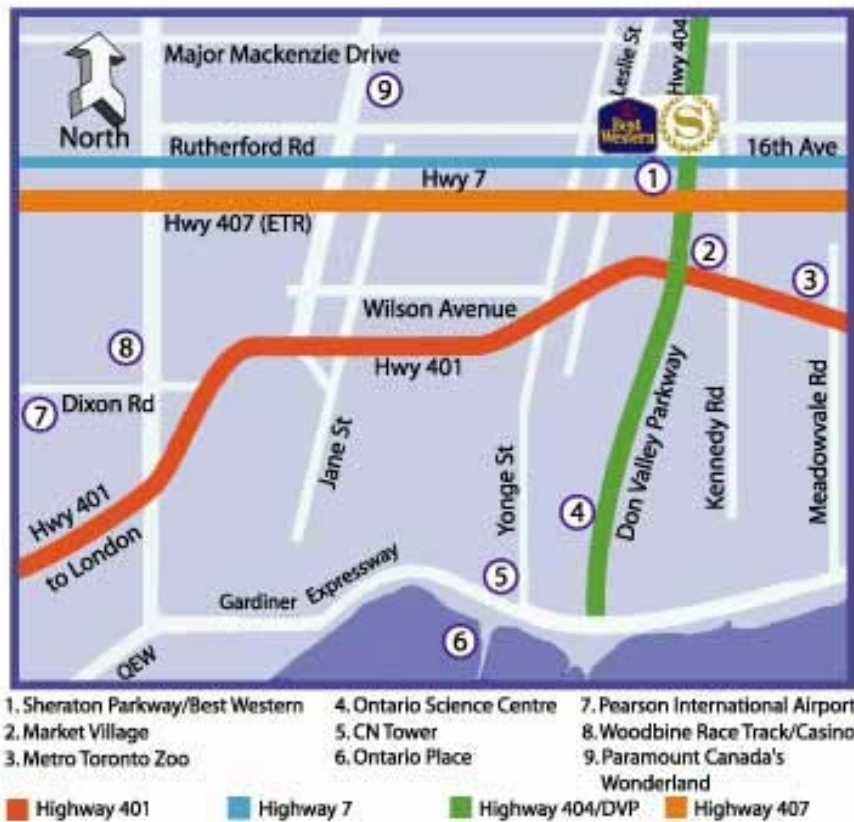 Major Mackenzie Drive
Leslie St
Hwy 404
North
9
Best
Western
S
Rutherford Rd
16th Ave
Hwy 7
1
Hwy 407 (ETR)
2
3
Wilson Avenue
8
Hwy 401
7
Dixon Rd
Jane St
Yonge St
Don Valley Parkway
Kennedy Rd
Meadowvale Rd
4
Hwy 401
to London
Gardiner Expressway
5
6
QEW
1. Sheraton Parkway/Best Western
2. Market Village
3. Metro Toronto Zoo
4. Ontario Science Centre
5. CN Tower
6. Ontario Place
7. Pearson International Airport
8. Woodbine Race Track/Casino
9. Paramount Canada's
Wonderland
Highway 401
Highway 7
Highway 404/DVP
Highway 407